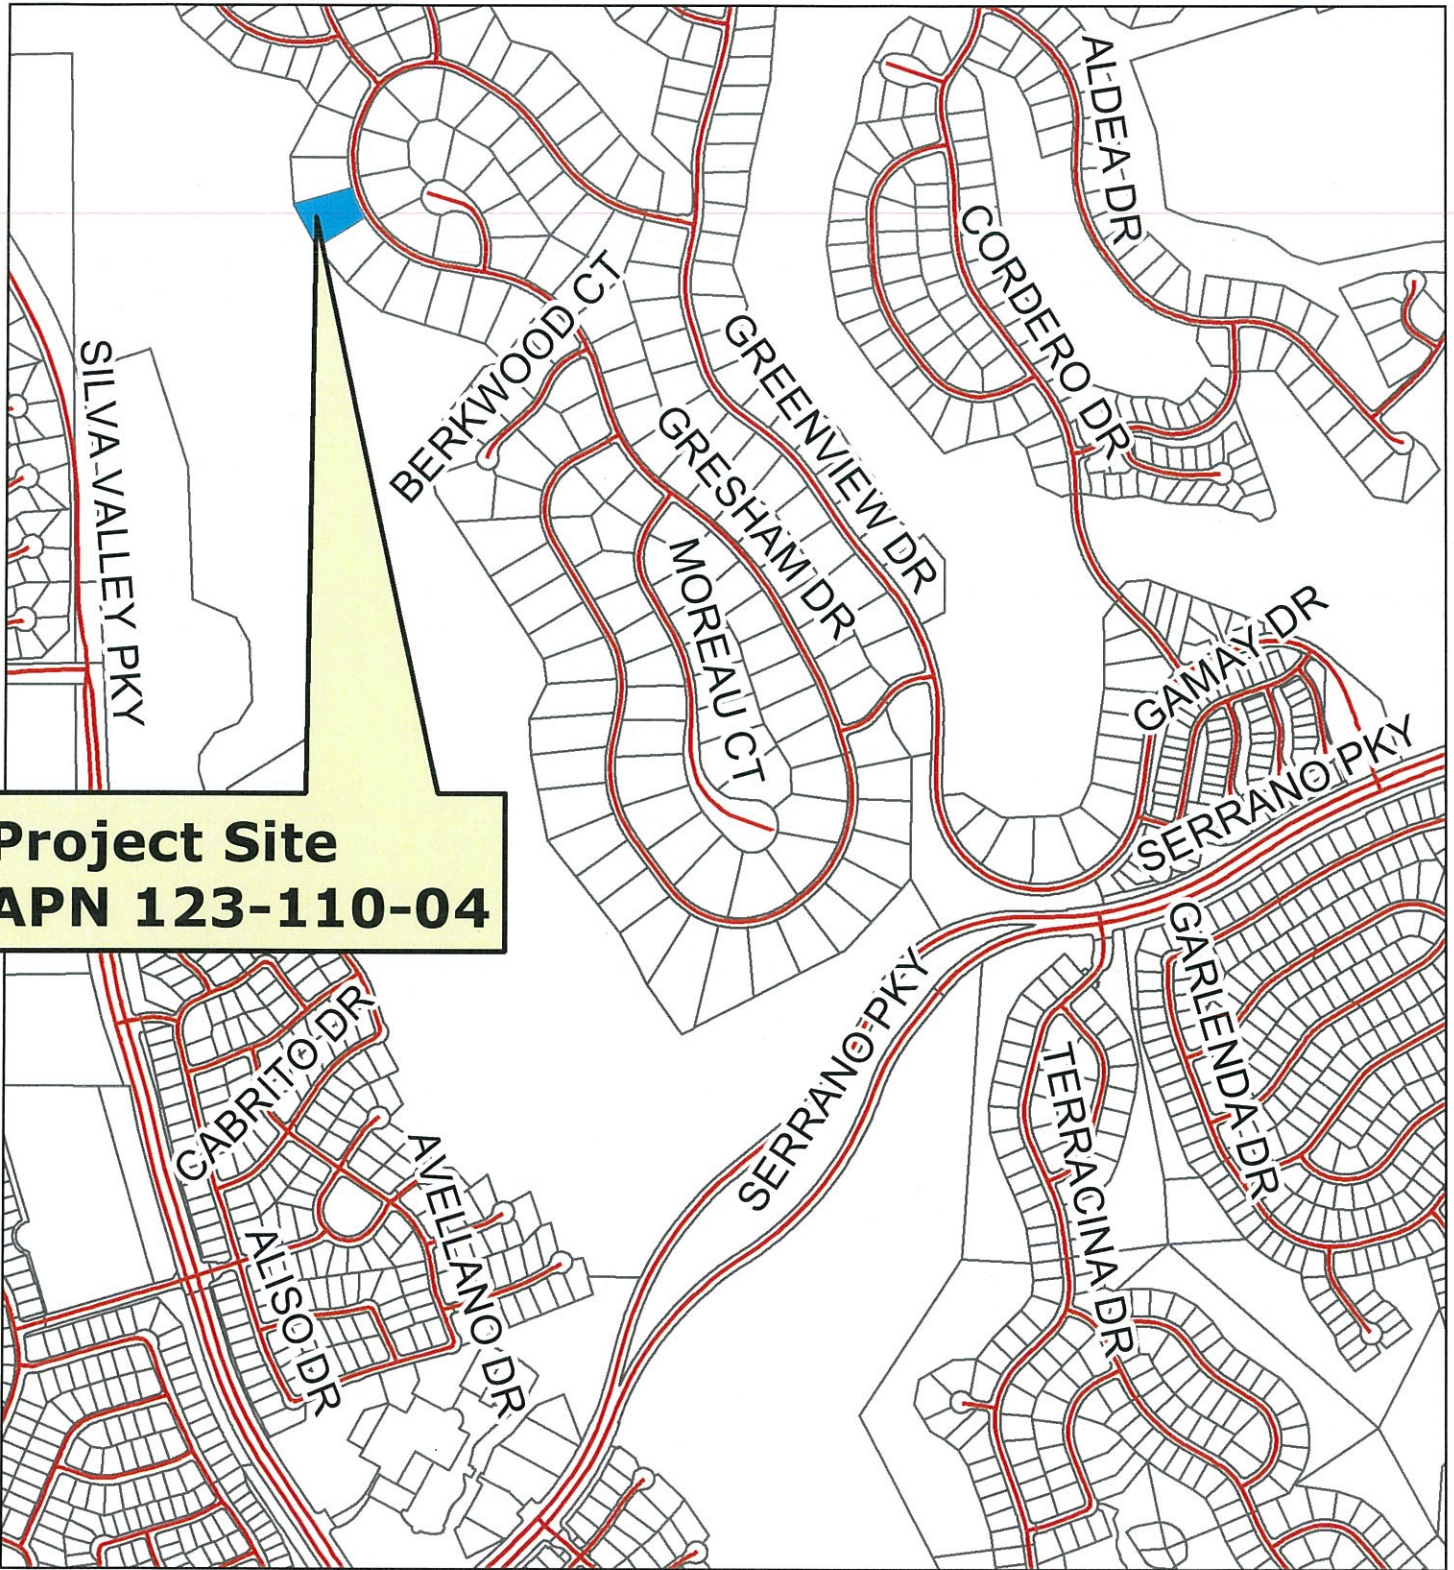 ALDEA DR
CORDERO DR
BERKWOOD CT
GREENVIEW DR
SILVA VALLEY PKY
GRESHAM DR
MOREAU CT
GAMAY DR
SERRANO PKY
Project Site
APN 123-110-04
GARLENDA DR
SERRANO PKY
CABRITO DR
TERRACINA DR
AVELLANO DR
ALISO DR